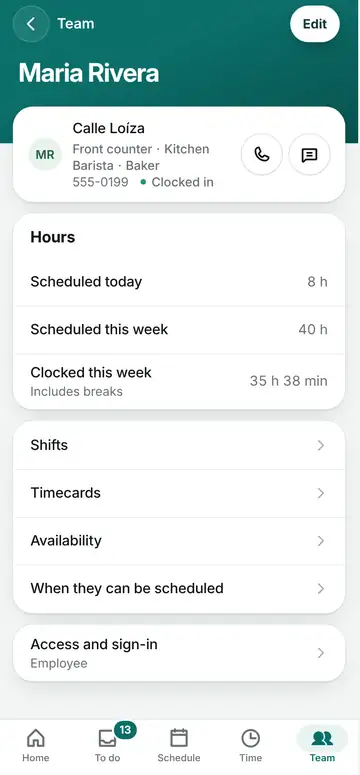 Team
Edit
Maria Rivera
Calle Loíza
MR
Front counter · Kitchen
Barista · Baker
555-0199 • Clocked in
Hours
Scheduled today
8 h
Scheduled this week
40 h
Clocked this week
Includes breaks
35 h 38 min
Shifts
Timecards
Availability
When they can be scheduled
Access and sign-in
Employee
13
Home
To do
Schedule
Time
Team